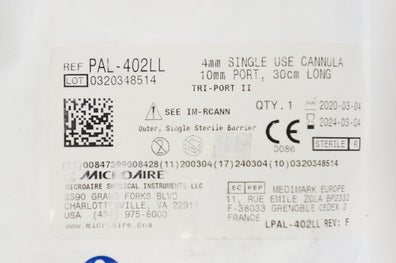 REF PAL-402LL
LOT 0320348514
4mm SINGLE USE CANNULA
10mm PORT, 30cm LONG
TRI-PORT II
SEE IM-RCANN
QTY. 1
2020-03-04
2024-03-04
Outer, Single Sterile Barrier
CE
0086
STERILE R
(01)00847399008428(11)200304(17)240304(10)0320348514
MICROAIRE
MICROAIRE SURGICAL INSTRUMENTS LLC
3590 GRAND FORKS BLVD
CHARLOTTESVILLE, VA 22911
USA (434) 975-8000
www.microaire.com
EC REP MEDIMARK EUROPE
11, RUE EMILE ZOLA BP2332
F-38033 GRENOBLE CEDEX 2
FRANCE
LPAL-402LL REV: F